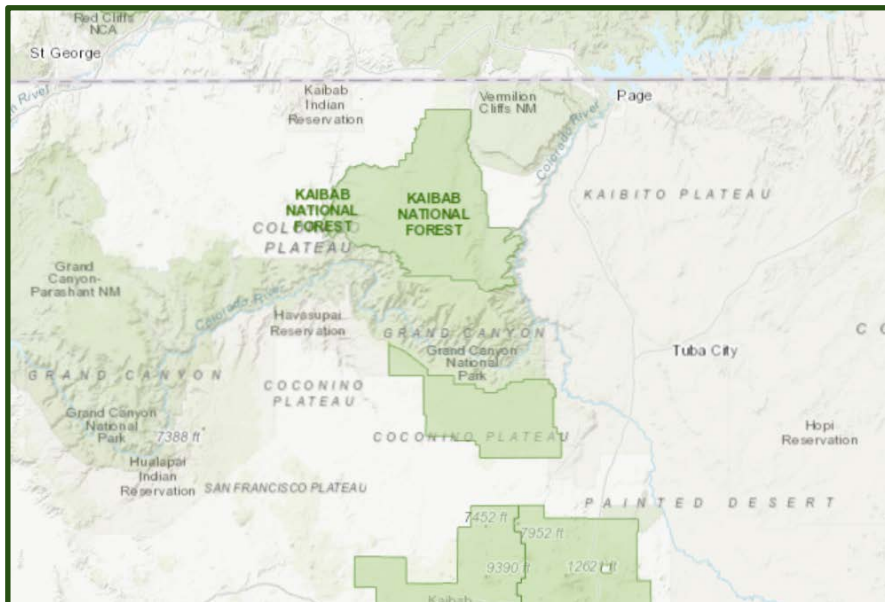 Red Cliffs
NCA
St George
Kaibab
Indian
Reservation
Vermilion
Cliffs NM
Page
Colorado River
River
KAIBAB
NATIONAL
FOREST
KAIBAB
NATIONAL
FOREST
KAIBITO PLATEAU
PLATEAU
Grand
Canyon-
Parashant NM
Colorado River
Havasupai
Reservation
GRAND CANYON
Grand Canyon
National
Park
Tuba City
GRAND CANYON
COCONINO
PLATEAU
Grand Canyon
National
Park
7388 ft
COCONINO PLATEAU
Hopi
Reservation
Hualapai
Indian
Reservation
SAN FRANCISCO PLATEAU
PAINTED DESERT
7452 ft
7952 ft
9390 ft
Kaibab